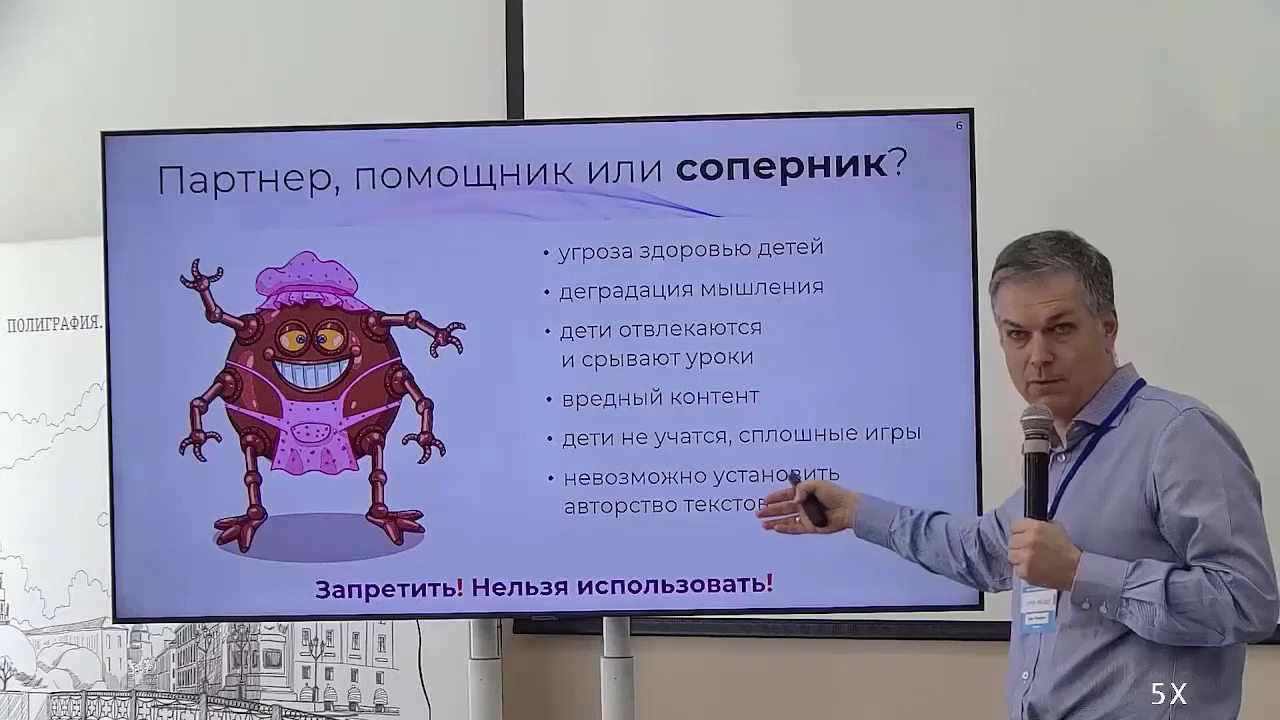 6
Партнер, помощник или соперник?
• угроза здоровью детей
• деградация мышления
• дети отвлекаются
и срывают уроки
• вредный контент
• дети не учатся, сплошные игры
• невозможно установить
авторство текстов
Запретить! Нельзя использовать!
ПОЛИГРАФИЯ.
5X